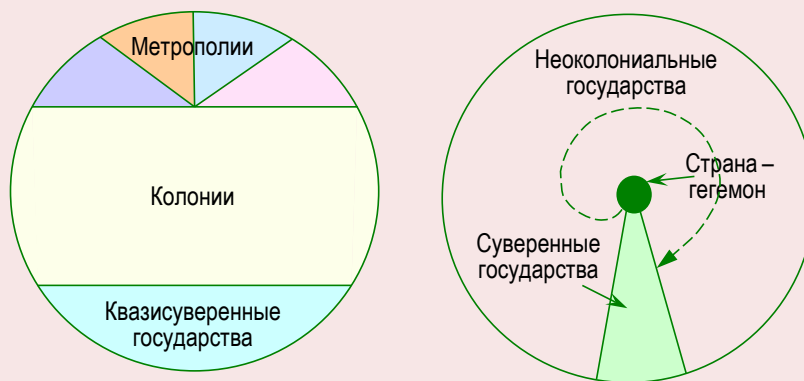 Метрополии
Колонии
Квазисуверенные
государства
Неоколониальные
государства
Страна –
гегемон
Суверенные
государства